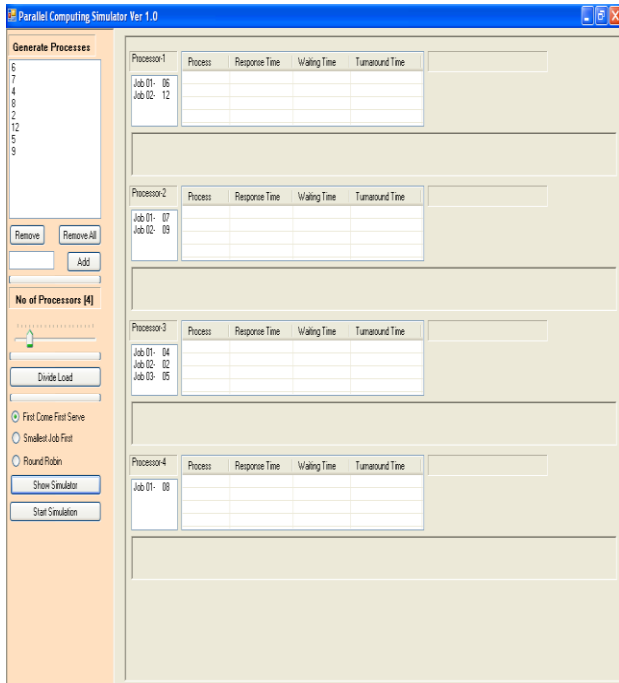 Parallel Computing Simulator Ver 1.0
Generate Processes
6
7
4
8
2
12
5
9
Remove Remove All
Add
No of Processors [4]
Divide Load
First Come First Serve
Smallest Job First
Round Robin
Show Simulator
Start Simulation
Processor-1 Process Response Time Waiting Time Turnaround Time
Job 01- 06
Job 02- 12
Processor-2 Process Response Time Waiting Time Turnaround Time
Job 01- 07
Job 02- 09
Processor-3 Process Response Time Waiting Time Turnaround Time
Job 01- 04
Job 02- 02
Job 03- 05
Processor-4 Process Response Time Waiting Time Turnaround Time
Job 01- 08